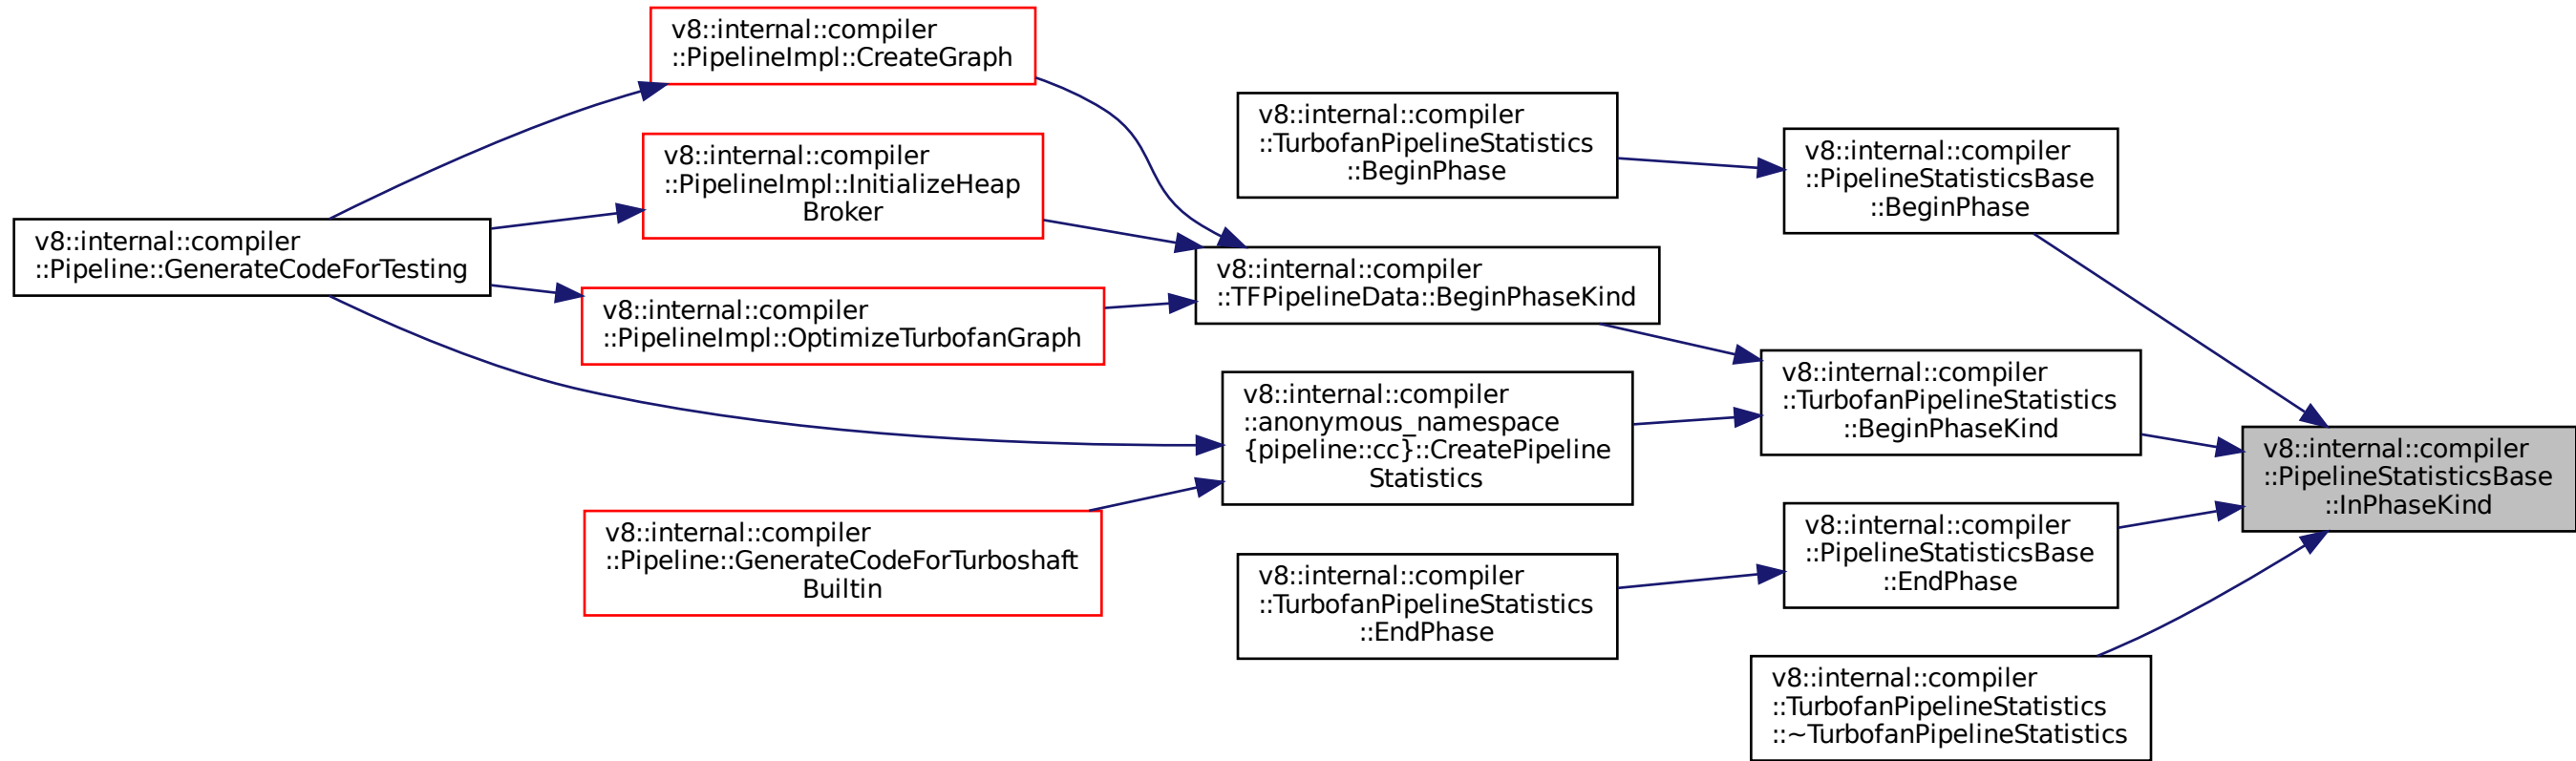 v8::internal::compiler
::PipelineImpl::CreateGraph
v8::internal::compiler
::TurbofanPipelineStatistics
::BeginPhase
v8::internal::compiler
::PipelineStatisticsBase
::BeginPhase
v8::internal::compiler
::PipelineImpl::InitializeHeap
Broker
v8::internal::compiler
::Pipeline::GenerateCodeForTesting
v8::internal::compiler
::TFPipelineData::BeginPhaseKind
v8::internal::compiler
::PipelineImpl::OptimizeTurbofanGraph
v8::internal::compiler
::TurbofanPipelineStatistics
::BeginPhaseKind
v8::internal::compiler
::anonymous_namespace
{pipeline::cc}::CreatePipeline
Statistics
v8::internal::compiler
::PipelineStatisticsBase
::InPhaseKind
v8::internal::compiler
::Pipeline::GenerateCodeForTurboshaft
Builtin
v8::internal::compiler
::PipelineStatisticsBase
::EndPhase
v8::internal::compiler
::TurbofanPipelineStatistics
::EndPhase
v8::internal::compiler
::TurbofanPipelineStatistics
::~TurbofanPipelineStatistics